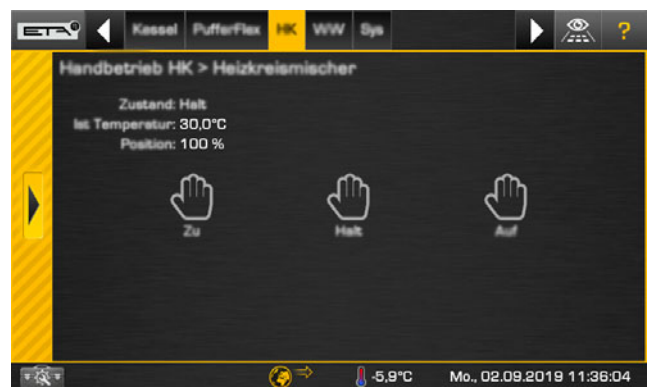 ETA
Kessel PufferFlex HK WW Sys ?
Handbetrieb HK > Heizkreismischer
Zustand: Halt
Ist Temperatur: 30,0°C
Position: 100 %
Zu Halt Auf
-5,9°C Mo., 02.09.2019 11:36:04